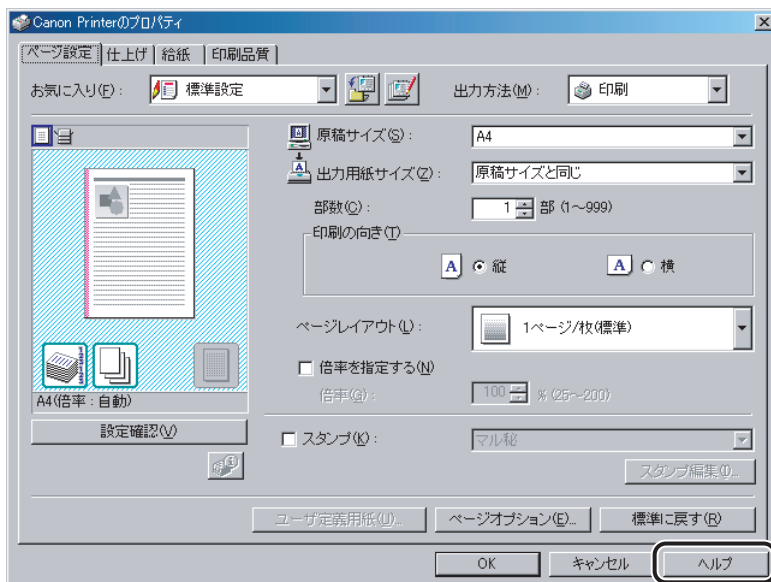 Canon Printerのプロパティ
ページ設定 仕上げ 給紙 印刷品質
お気に入り(F): 標準設定 出力方法(M): 印刷
原稿サイズ(S): A4
出力用紙サイズ(Z): 原稿サイズと同じ
部数(C): 1 部 (1～999)
印刷の向き(T)
A 縦 A 横
ページレイアウト(L): 1ページ/枚(標準)
倍率を指定する(N)
倍率(G): 100 % (25～200)
A4(倍率:自動)
設定確認(V)
スタンプ(K): マル秘
スタンプ編集(I)...
ユーザ定義用紙(U)... ページオプション(E)... 標準に戻す(R)
OK キャンセル ヘルプ